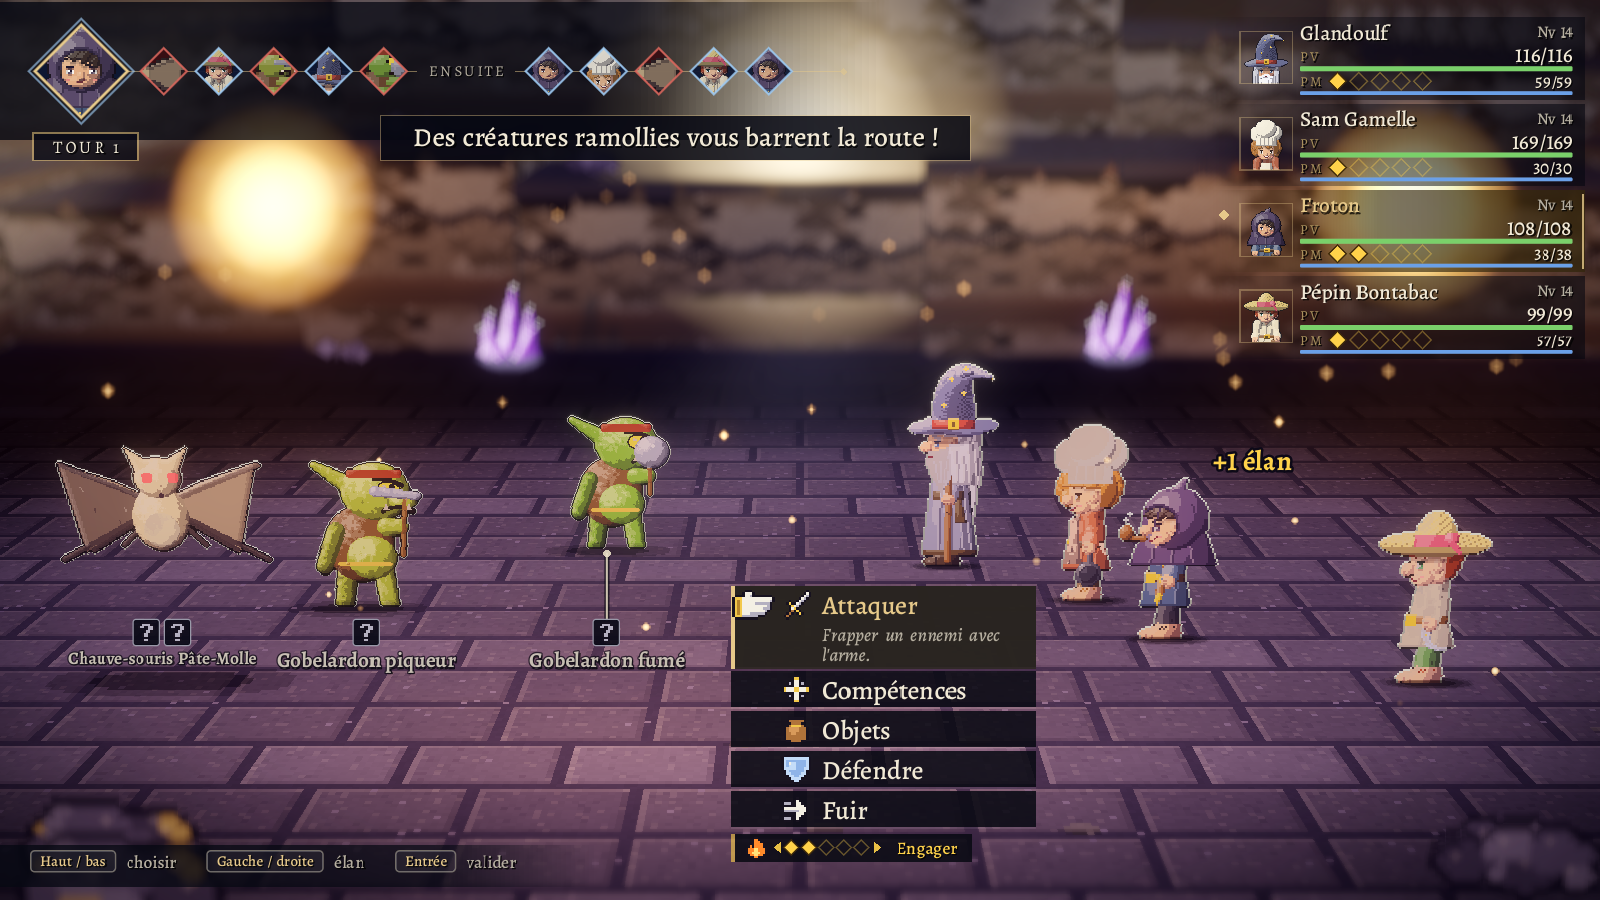 ENSUITE
TOUR 1
Des créatures ramollies vous barrent la route !
Glandoulf
Nv 14
PV
116/116
PM
59/59
Sam Gamelle
Nv 14
PV
169/169
PM
30/30
Froton
Nv 14
PV
108/108
PM
38/38
Pépin Bontabac
Nv 14
PV
99/99
PM
57/57
+1 élan
? ?
Chauve-souris Pâte-Molle
?
Gobelardon piqueur
?
Gobelardon fumé
Attaquer
Frapper un ennemi avec
l'arme.
Compétences
Objets
Défendre
Fuir
Engager
Haut / bas choisir
Gauche / droite élan
Entrée valider